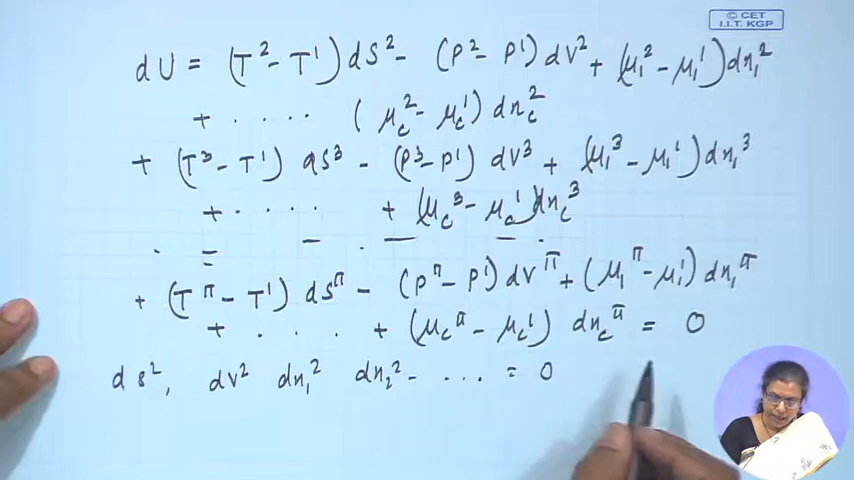 © CET
I.I.T. KGP
dU = (T² - T¹) dS² - (P² - P¹) dV² + (μ₁² - μ₁¹) dn₁²
+ . . . . . (μc² - μc¹) dnc²
+ (T³ - T¹) dS³ - (P³ - P¹) dV³ + (μ₁³ - μ₁¹) dn₁³
+ . . . . . + (μc³ - μc¹) dnc³
+ (T^π - T¹) dS^π - (P^π - P¹) dV^π + (μ₁^π - μ₁¹) dn₁^π
+ . . . . + (μc^π - μc¹) dnc^π = 0
ds², dV² dn₁² dn₂² - . . . . = 0